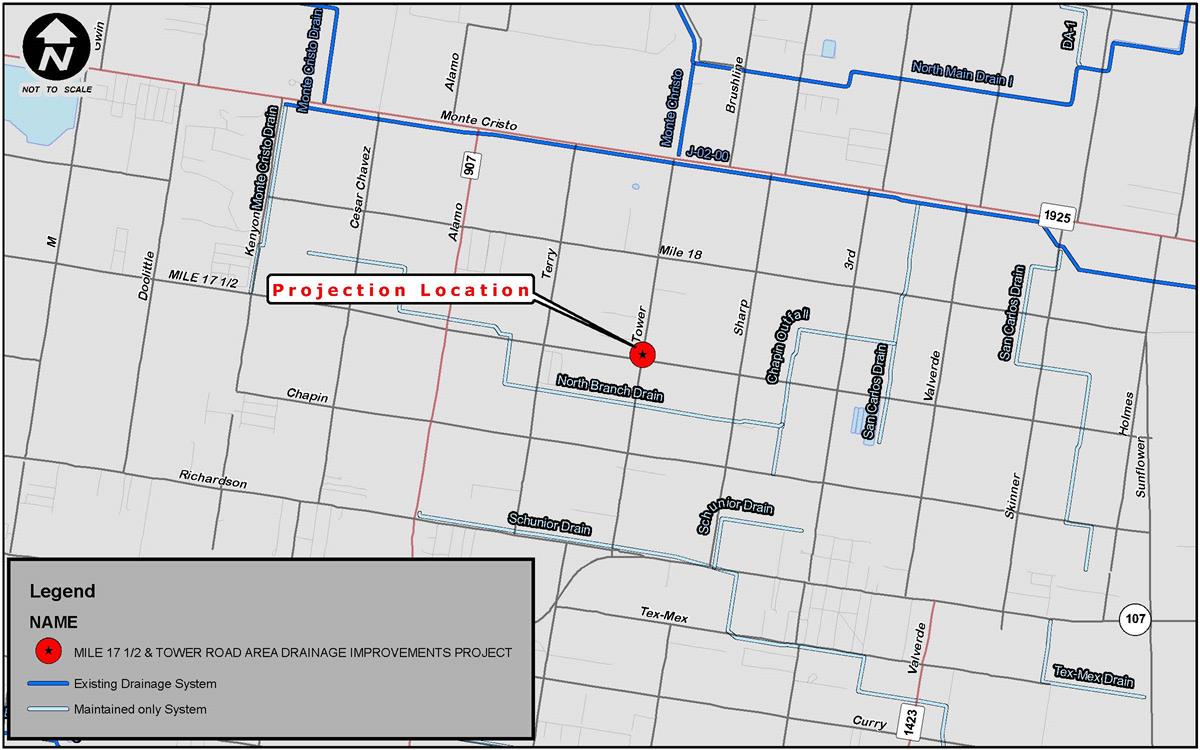 N
NOT TO SCALE
Gwin
Monte Cristo Drain
Alamo
Monte Christo
Brushline
North Main Drain I
DA-1
Monte Cristo
J-02-00
Monte Cristo Drain
Kenyon
Cesar Chavez
907
Alamo
1925
M
Doolittle
MILE 17 1/2
Terry
Mile 18
3rd
Projection Location
Tower
Sharp
Chapin Outfall
San Carlos Drain
San Carlos Drain
Valverde
North Branch Drain
Chapin
Holmes
Sunflower
Skinner
Richardson
Schunior Drain
Schunior Drain
Tex-Mex
107
Valverde
Tex-Mex Drain
Curry
1423
Legend
NAME
MILE 17 1/2 & TOWER ROAD AREA DRAINAGE IMPROVEMENTS PROJECT
Existing Drainage System
Maintained only System